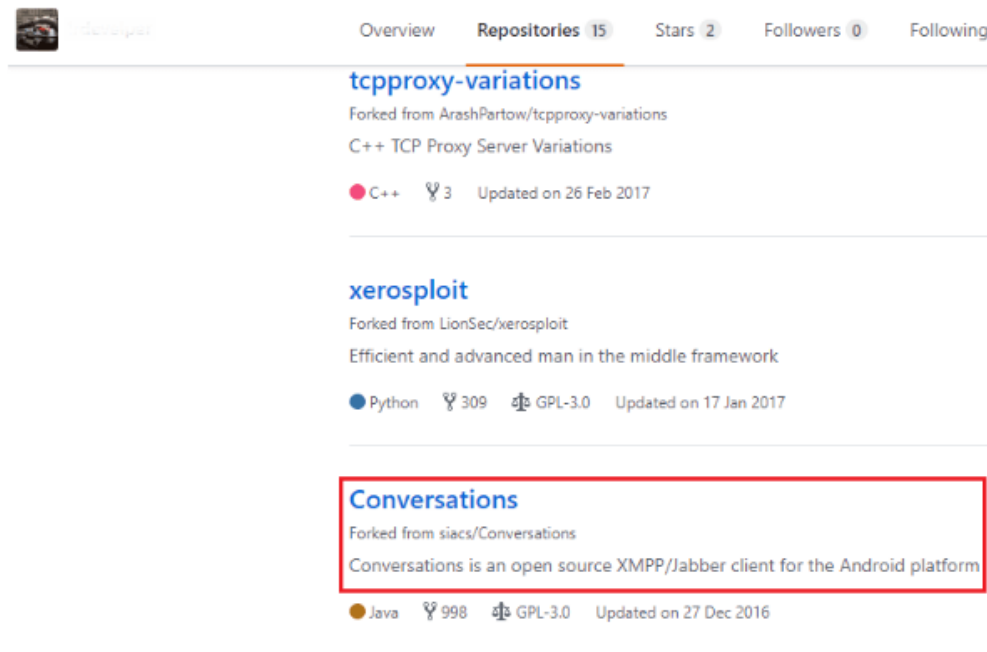 Overview Repositories 15 Stars 2 Followers 0 Following
tcpproxy-variations
Forked from ArashPartow/tcpproxy-variations
C++ TCP Proxy Server Variations
C++ 3 Updated on 26 Feb 2017
xerosploit
Forked from LionSec/xerosploit
Efficient and advanced man in the middle framework
Python 309 GPL-3.0 Updated on 17 Jan 2017
Conversations
Forked from siacs/Conversations
Conversations is an open source XMPP/Jabber client for the Android platform
Java 998 GPL-3.0 Updated on 27 Dec 2016